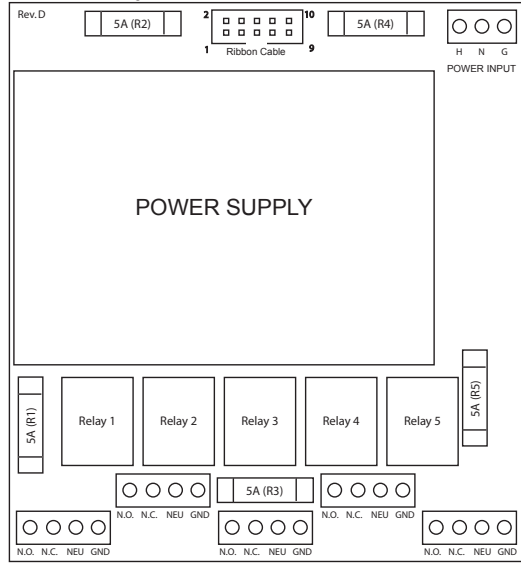 Rev.D
5A (R2)
2
10
5A (R4)
1
Ribbon Cable
9
H N G
POWER INPUT
POWER SUPPLY
5A (R1)
Relay 1
Relay 2
Relay 3
Relay 4
Relay 5
5A (R5)
5A (R3)
N.O. N.C. NEU GND
N.O. N.C. NEU GND
N.O. N.C. NEU GND
N.O. N.C. NEU GND
N.O. N.C. NEU GND